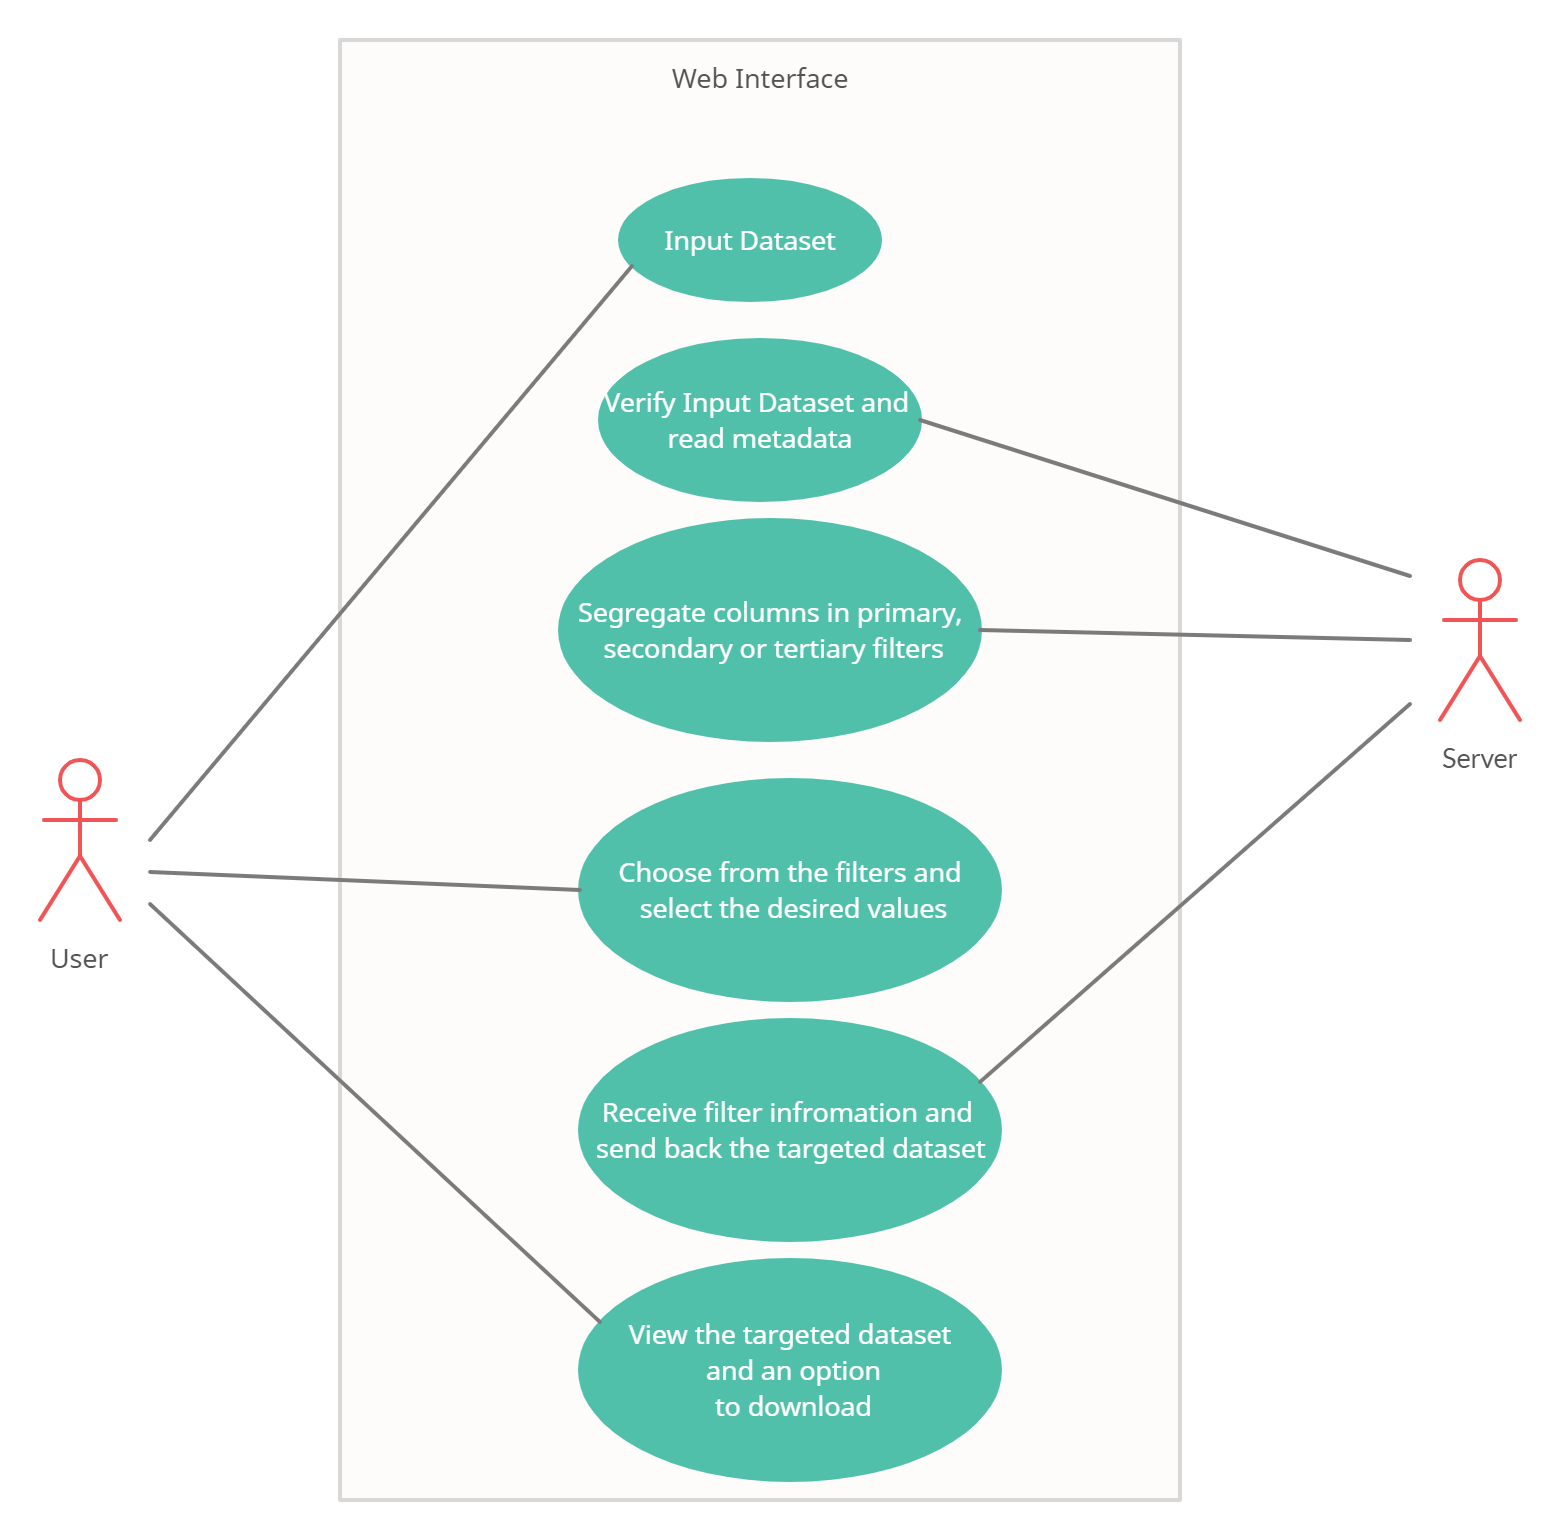 Web Interface
Input Dataset
Verify Input Dataset and
read metadata
Segregate columns in primary,
secondary or tertiary filters
Server
Choose from the filters and
select the desired values
User
Receive filter infromation and
send back the targeted dataset
View the targeted dataset
and an option
to download